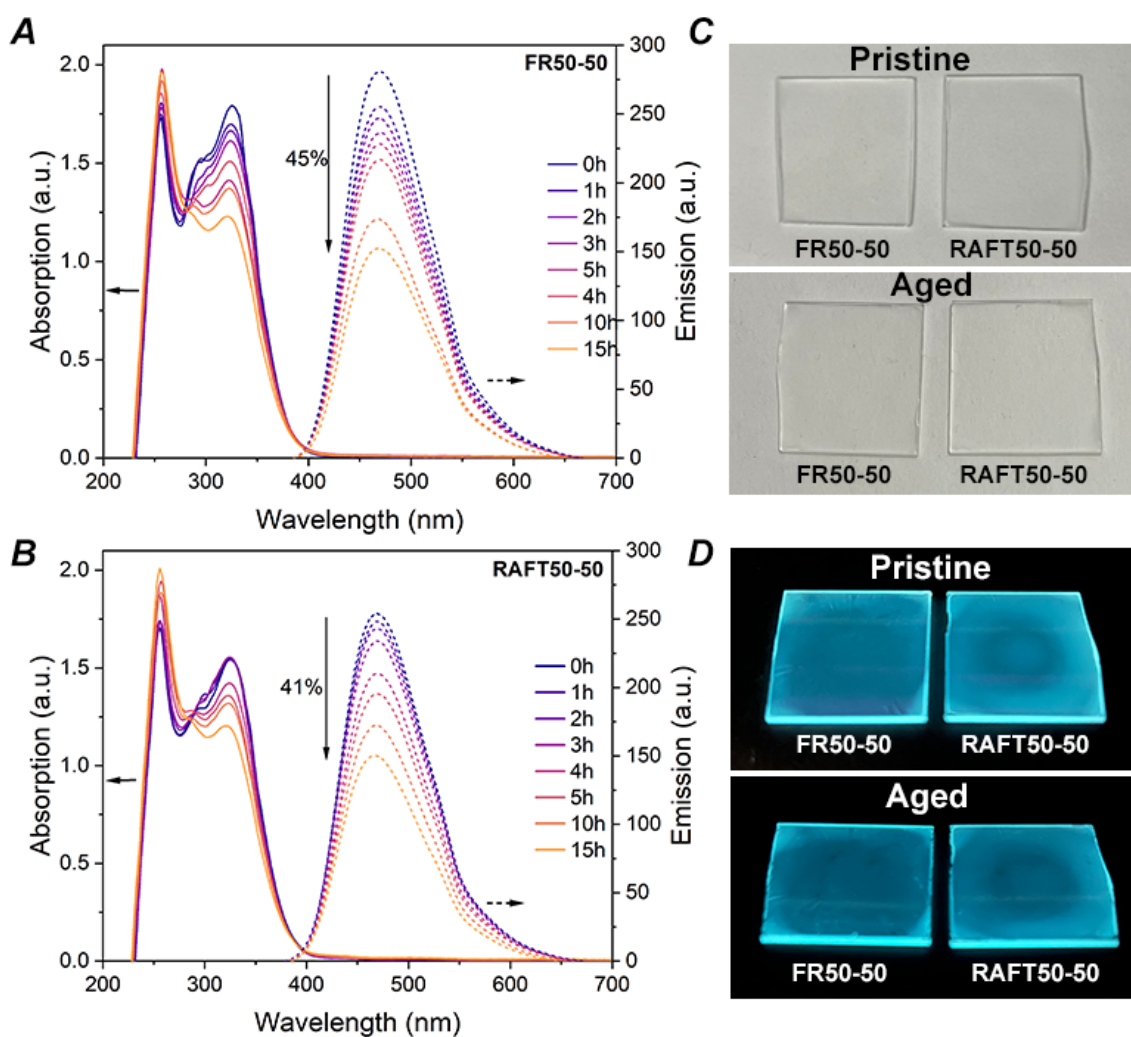 A
FR50-50
Absorption (a.u.)
2.0
1.5
1.0
0.5
0.0
300
250
200
150
100
50
0
Emission (a.u.)
45%
0h
1h
2h
3h
5h
4h
10h
15h
200 300 400 500 600 700
Wavelength (nm)
B
RAFT50-50
Absorption (a.u.)
2.0
1.5
1.0
0.5
0.0
300
250
200
150
100
50
0
Emission (a.u.)
41%
0h
1h
2h
3h
4h
5h
10h
15h
200 300 400 500 600 700
Wavelength (nm)
C
Pristine
FR50-50 RAFT50-50
Aged
FR50-50 RAFT50-50
D
Pristine
FR50-50 RAFT50-50
Aged
FR50-50 RAFT50-50